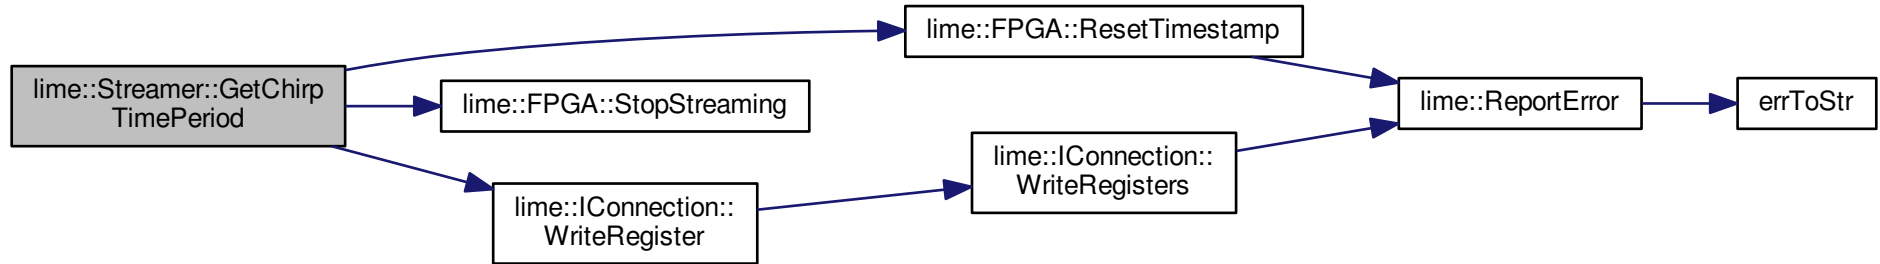 lime::Streamer::GetChirp
TimePeriod
lime::FPGA::ResetTimestamp
lime::FPGA::StopStreaming
lime::IConnection::
WriteRegister
lime::IConnection::
WriteRegisters
lime::ReportError
errToStr